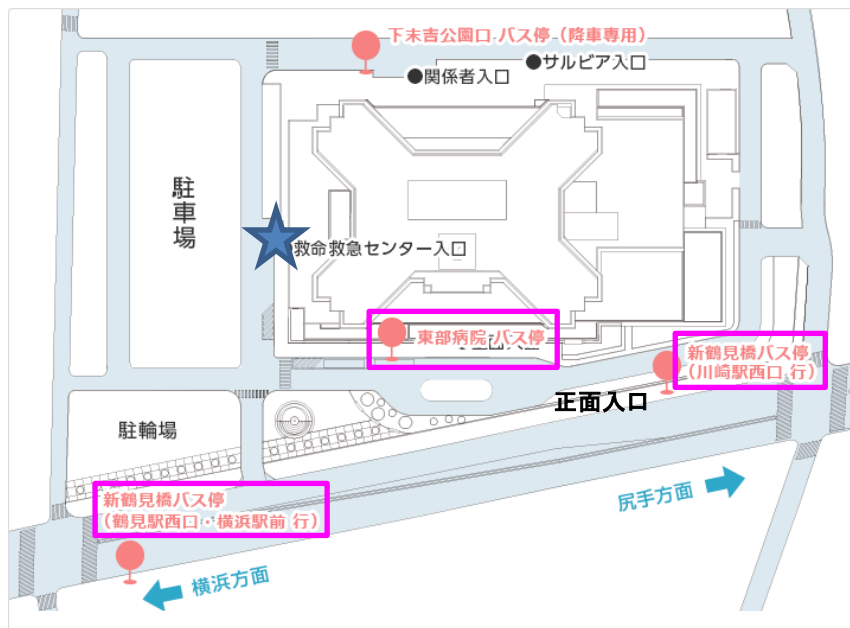 下末吉公園口 バス停（降車専用）
●関係者入口
●サルビア入口
駐車場
救命救急センター入口
東部病院 バス停
新鶴見橋バス停
（川崎駅西口 行）
正面入口
駐輪場
新鶴見橋バス停
（鶴見駅西口・横浜駅前 行）
尻手方面
横浜方面